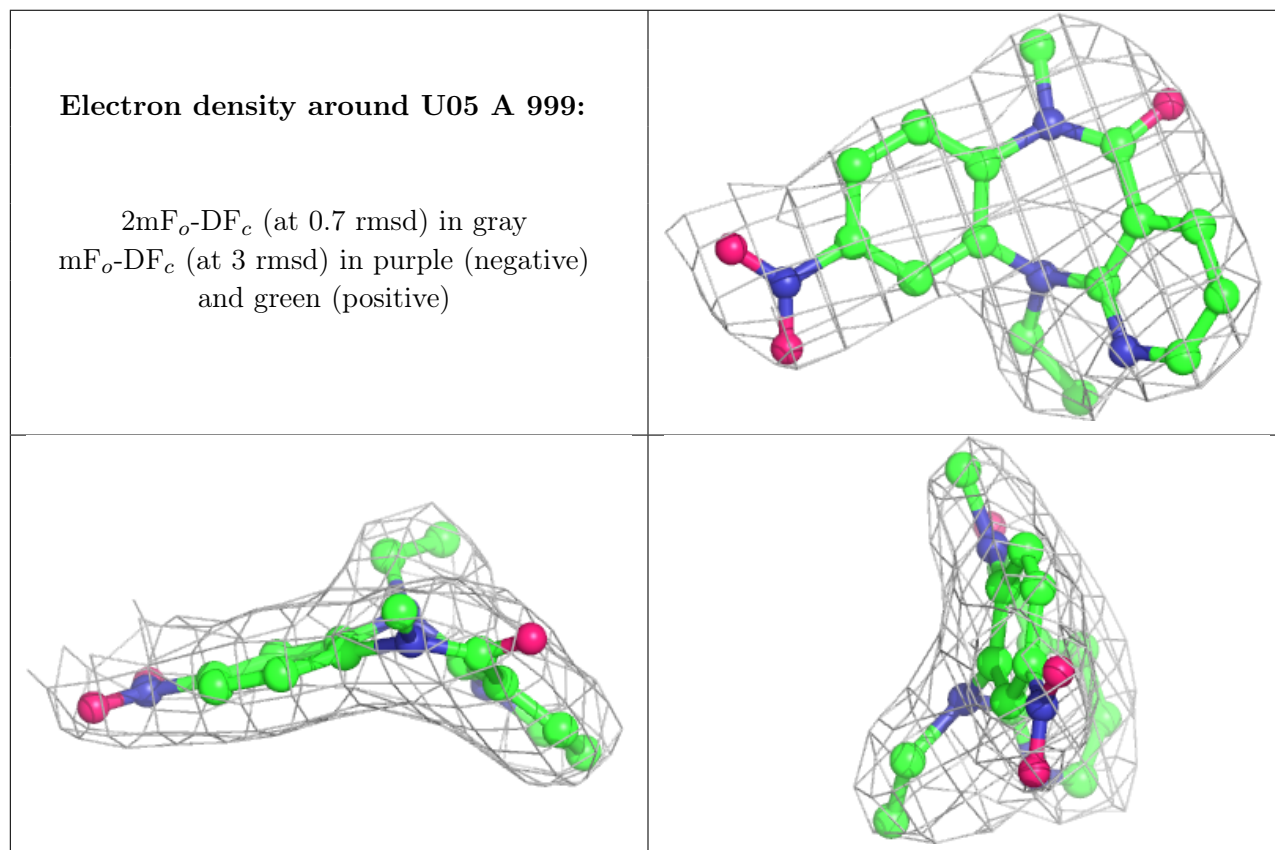 Electron density around U05 A 999:
2mFo-DFc (at 0.7 rmsd) in gray
mFo-DFc (at 3 rmsd) in purple (negative)
and green (positive)